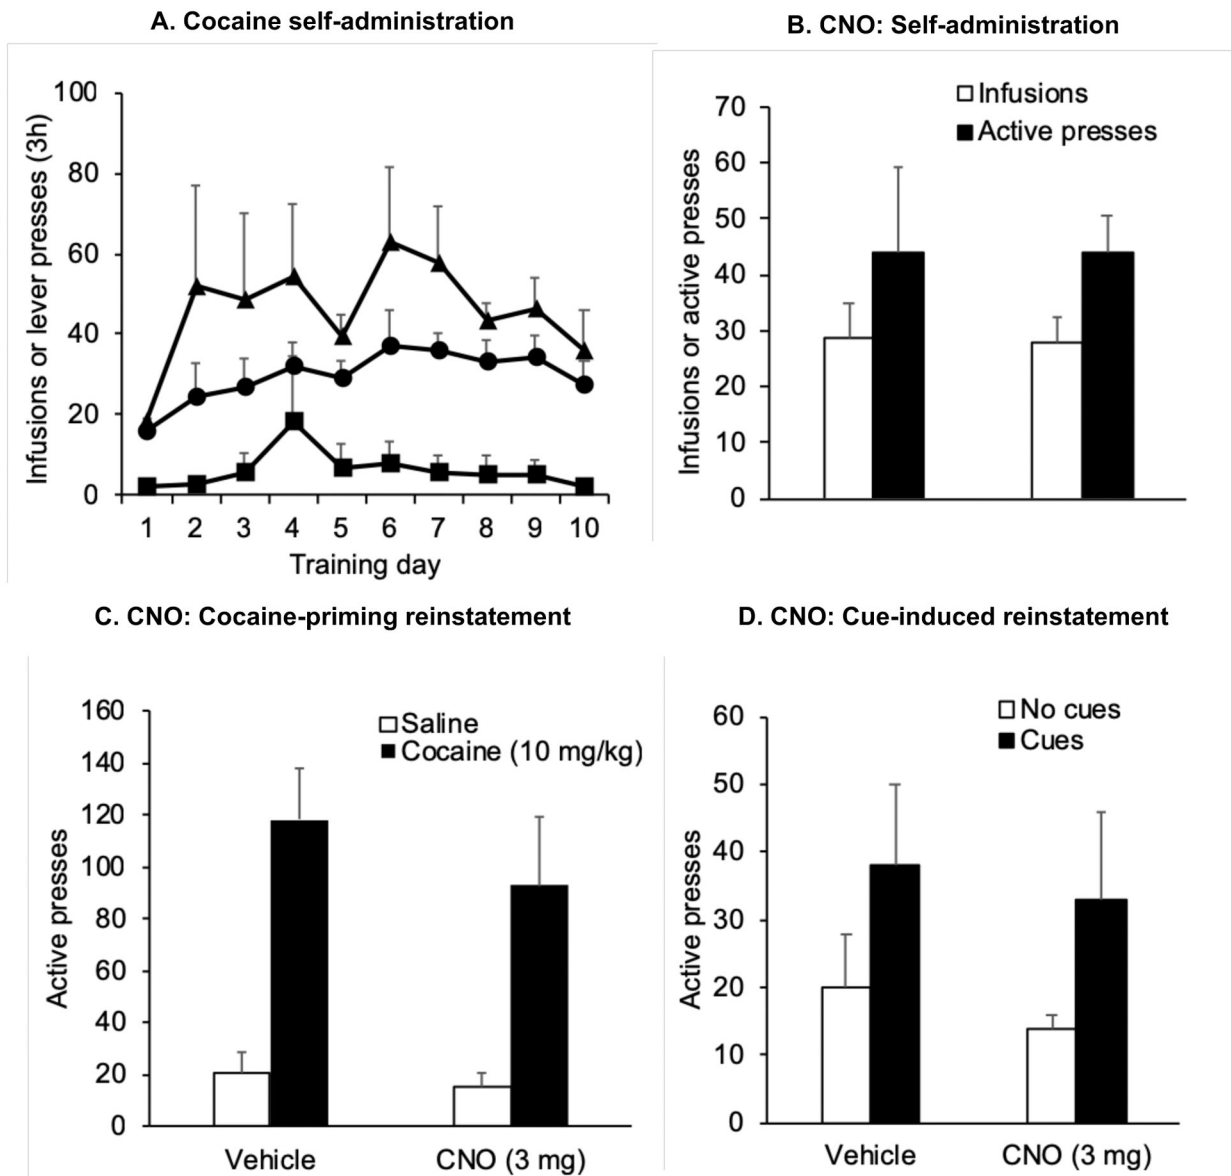 A. Cocaine self-administration
Infusions or lever presses (3h)
100
80
60
40
20
0
1 2 3 4 5 6 7 8 9 10
Training day
B. CNO: Self-administration
Infusions or active presses
70
60
50
40
30
20
10
0
Infusions
Active presses
C. CNO: Cocaine-priming reinstatement
Active presses
160
140
120
100
80
60
40
20
0
Saline
Cocaine (10 mg/kg)
Vehicle CNO (3 mg)
D. CNO: Cue-induced reinstatement
Active presses
60
50
40
30
20
10
0
No cues
Cues
Vehicle CNO (3 mg)